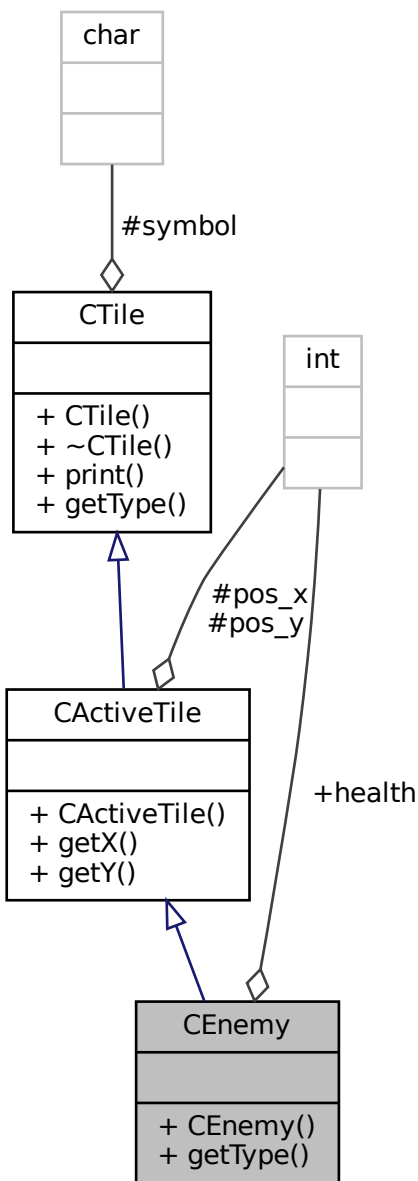 char
#symbol
CTile
+ CTile()
+ ~CTile()
+ print()
+ getType()
int
#pos_x
#pos_y
CActiveTile
+ CActiveTile()
+ getX()
+ getY()
+health
CEnemy
+ CEnemy()
+ getType()